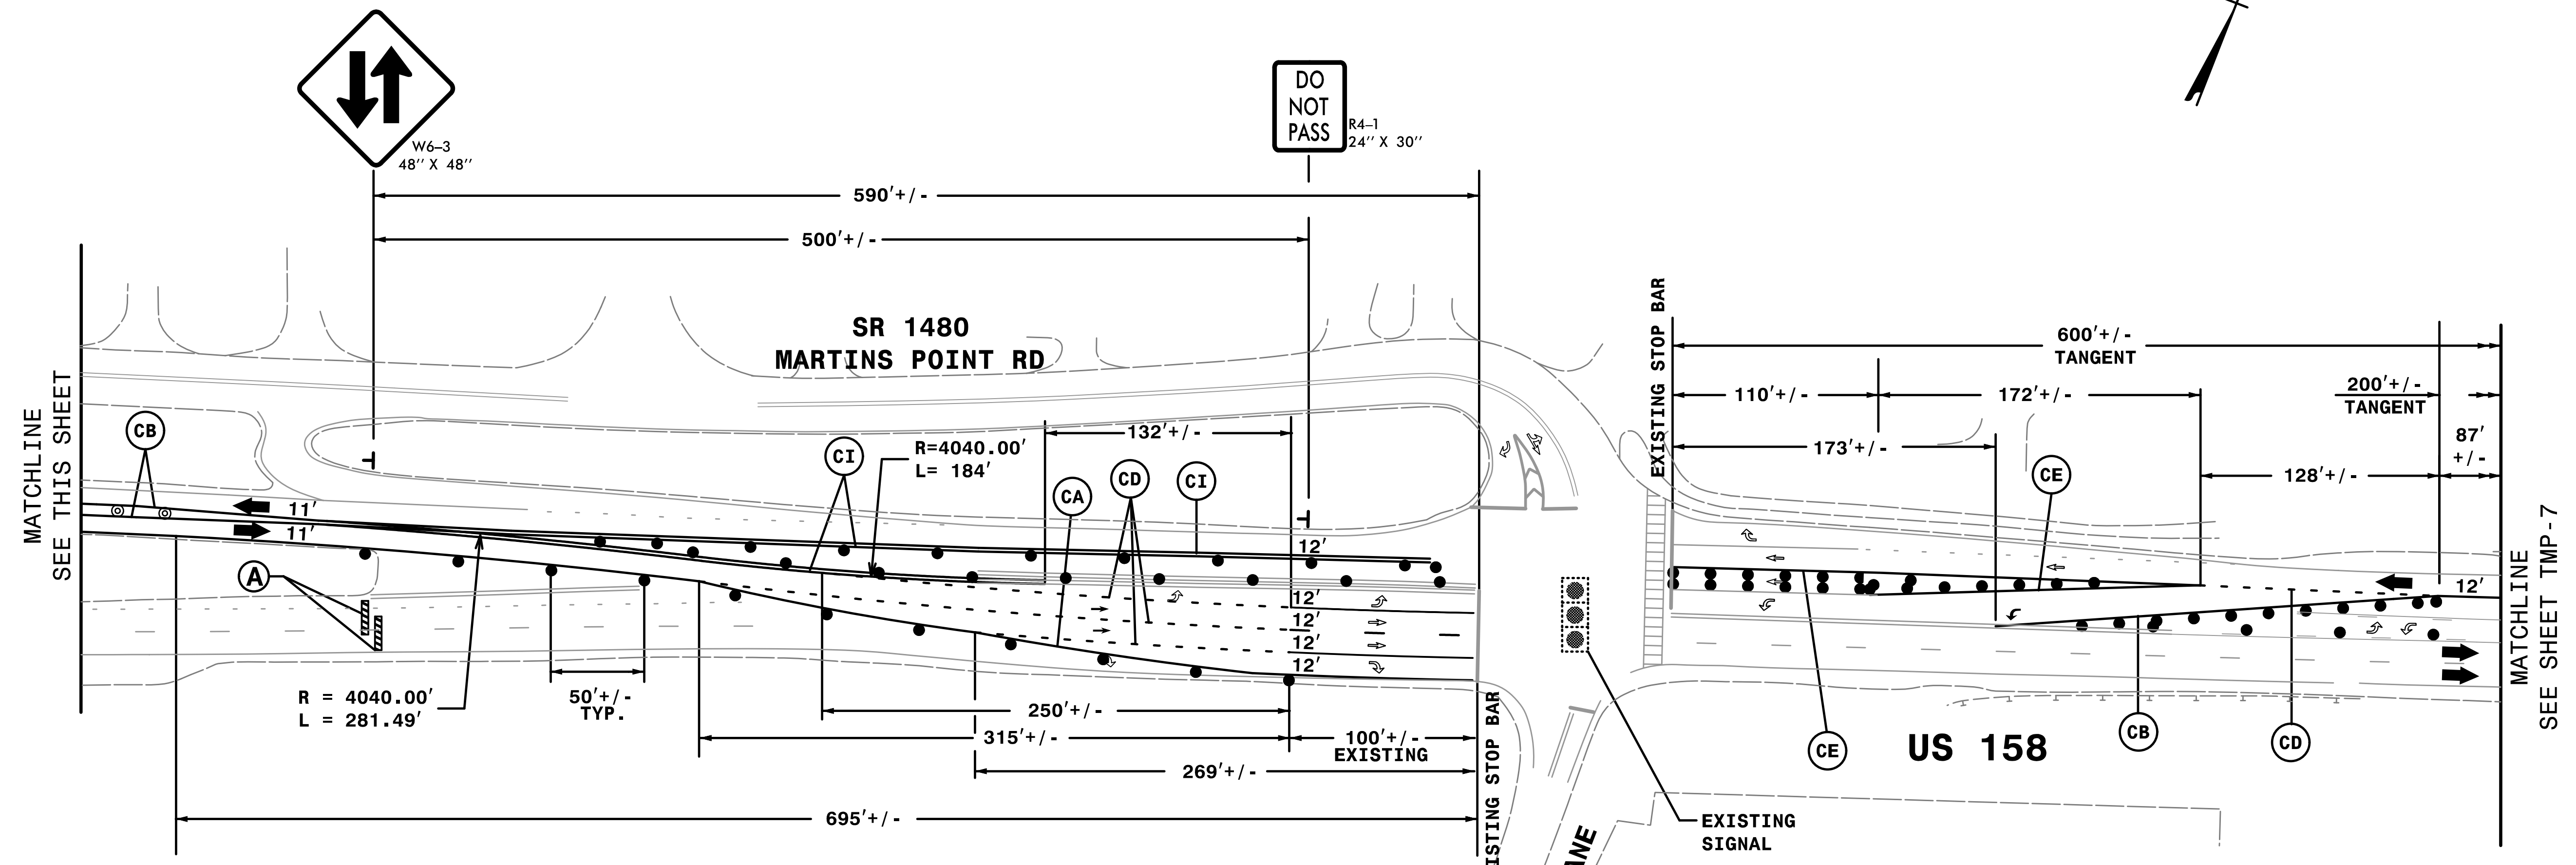 W6-3
48'' X 48''
DO
NOT
PASS
R4-1
24'' X 30''
590'+/-
500'+/-
SR 1480
MARTINS POINT RD
MATCHLINE
SEE THIS SHEET
CB
11'
11'
A
R = 4040.00'
L = 281.49'
50'+/-
TYP.
CI
R=4040.00'
L= 184'
132'+/-
CA
CD
CI
12'
12'
12'
12'
12'
250'+/-
315'+/-
100'+/-
EXISTING
269'+/-
695'+/-
ISTING STOP BAR
ANE
EXISTING STOP BAR
600'+/-
TANGENT
110'+/-
172'+/-
200'+/-
TANGENT
173'+/-
CE
128'+/-
87'
+/-
12'
CE
US 158
CB
CD
EXISTING
SIGNAL
MATCHLINE
SEE SHEET TMP-7